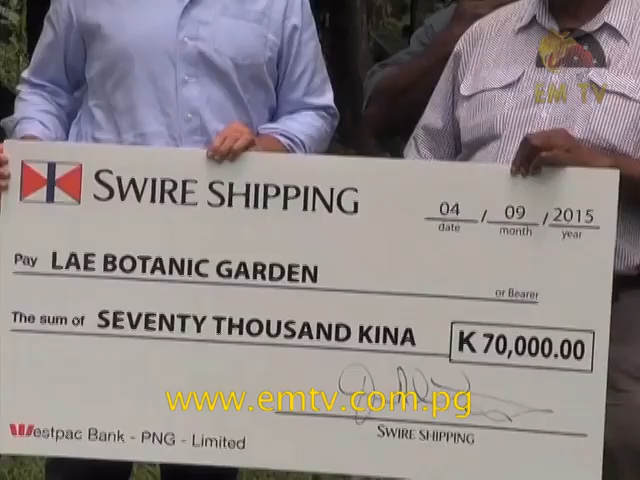 EM TV
SWIRE SHIPPING
04 / 09 / 2015
date month year
Pay LAE BOTANIC GARDEN
or Bearer
The sum of SEVENTY THOUSAND KINA K 70,000.00
www.emtv.com.pg
SWIRE SHIPPING
Westpac Bank - PNG - Limited